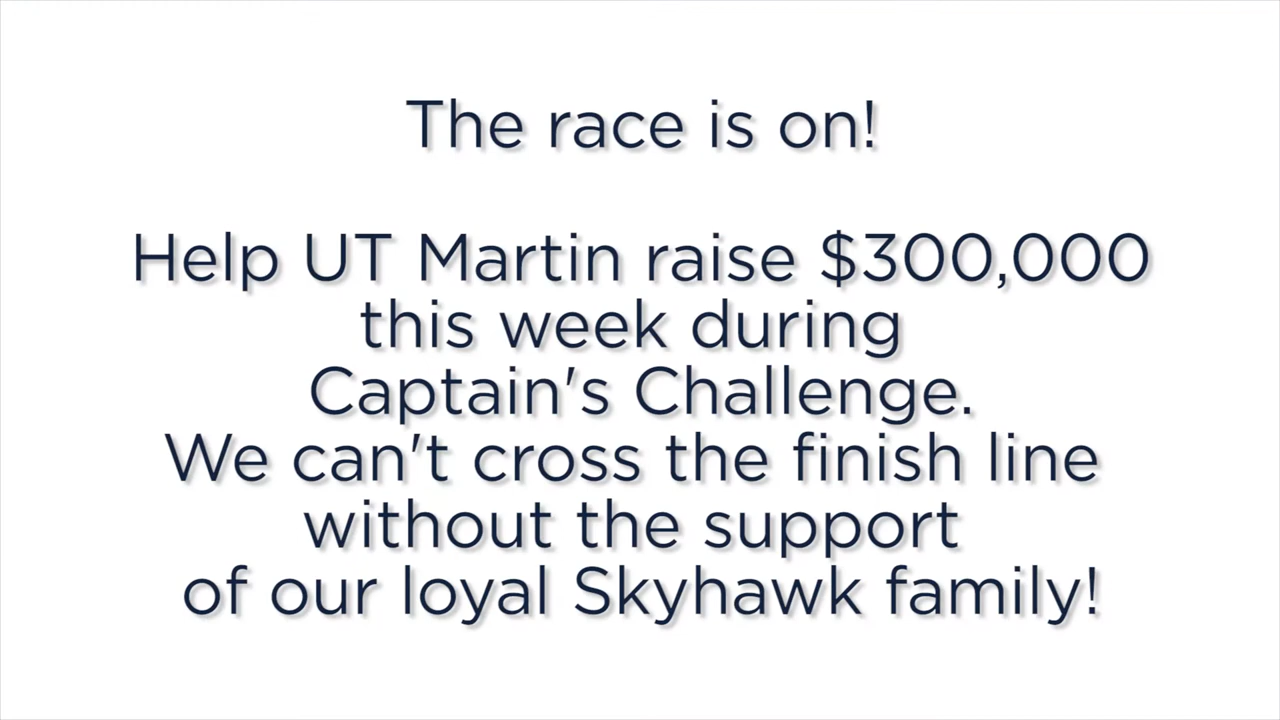 The race is on!
Help UT Martin raise $300,000
this week during
Captain's Challenge.
We can't cross the finish line
without the support
of our loyal Skyhawk family!